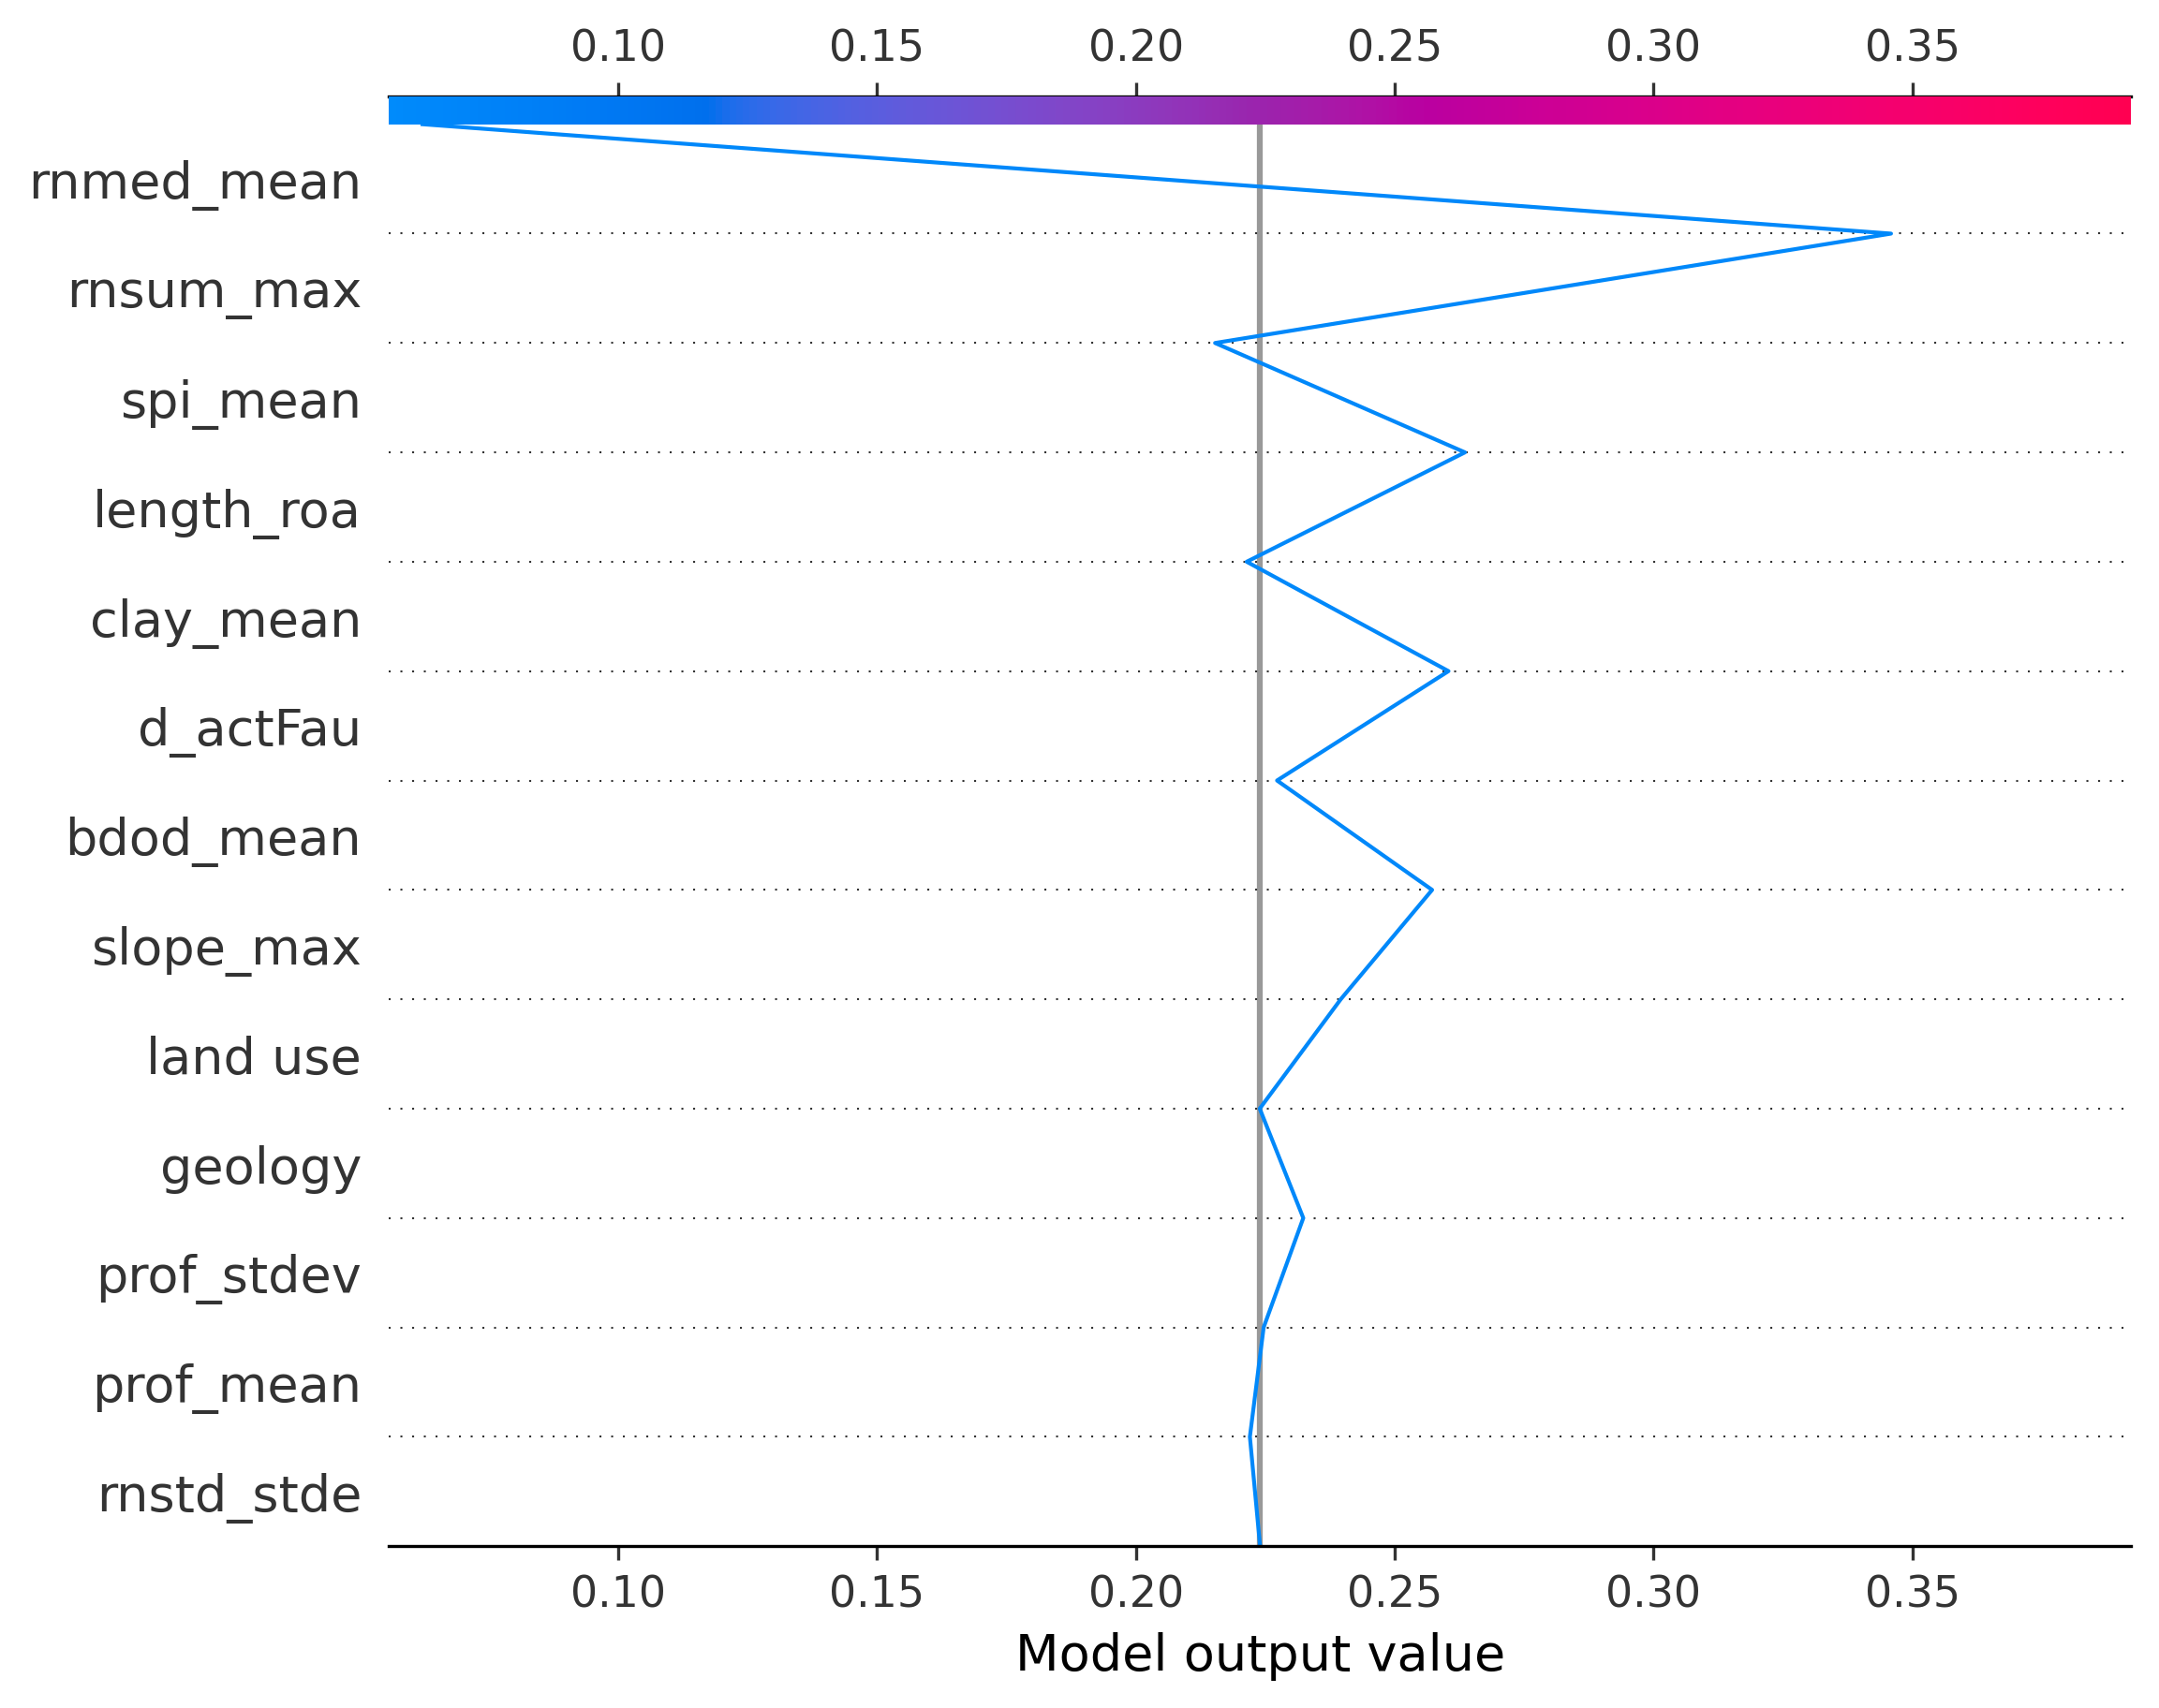 0.10 0.15 0.20 0.25 0.30 0.35
rnmed_mean
rnsum_max
spi_mean
length_roa
clay_mean
d_actFau
bdod_mean
slope_max
land use
geology
prof_stdev
prof_mean
rnstd_stde
0.10 0.15 0.20 0.25 0.30 0.35
Model output value